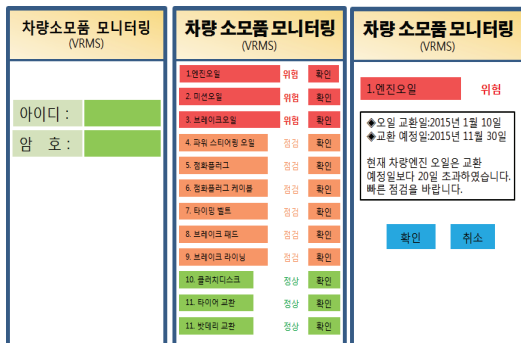 차량소모품 모니터링
(VRMS)
아이디 :
암 호 :
차량 소모품 모니터링
(VRMS)
1.엔진오일 위험 확인
2. 미션오일 위험 확인
3. 브레이크오일 위험 확인
4. 파워 스티어링 오일 점검 확인
5. 점화플러그 점검 확인
6. 점화플러그 케이블 점검 확인
7. 타이밍 벨트 점검 확인
8. 브레이크 패드 점검 확인
9. 브레이크 라이닝 점검 확인
10. 클러치디스크 정상 확인
11. 타이어 교환 정상 확인
11. 밧데리 교환 정상 확인
차량 소모품 모니터링
(VRMS)
1.엔진오일 위험
◈오일 교환일:2015년 1월 10일
◈교환 예정일:2015년 11월 30일
현재 차량엔진 오일은 교환
예정일보다 20일 초과하였습니다.
빠른 점검을 바랍니다.
확인 취소